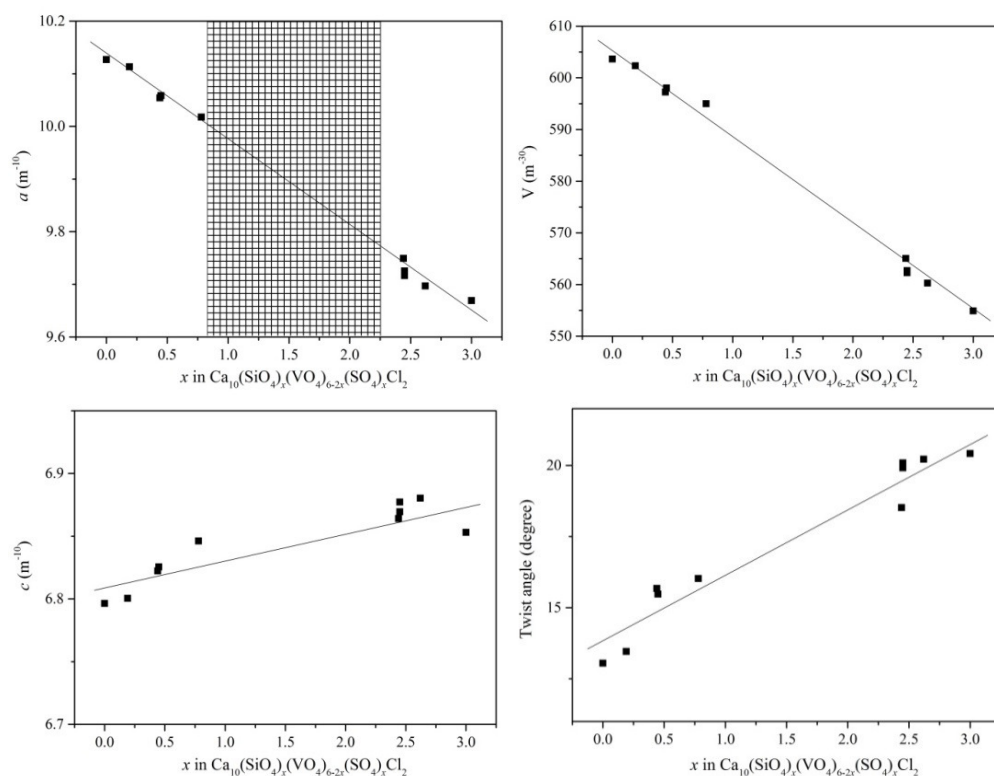 10.2
10.0
9.8
9.6
a (m⁻¹⁰)
0.0 0.5 1.0 1.5 2.0 2.5 3.0
x in Ca₁₀(SiO₄)ₓ(VO₄)₆₋₂ₓ(SO₄)ₓCl₂
610
600
590
580
570
560
550
V (m⁻³⁰)
0.0 0.5 1.0 1.5 2.0 2.5 3.0
x in Ca₁₀(SiO₄)ₓ(VO₄)₆₋₂ₓ(SO₄)ₓCl₂
6.9
6.8
6.7
c (m⁻¹⁰)
0.0 0.5 1.0 1.5 2.0 2.5 3.0
x in Ca₁₀(SiO₄)ₓ(VO₄)₆₋₂ₓ(SO₄)ₓCl₂
20
15
Twist angle (degree)
0.0 0.5 1.0 1.5 2.0 2.5 3.0
x in Ca₁₀(SiO₄)ₓ(VO₄)₆₋₂ₓ(SO₄)ₓCl₂